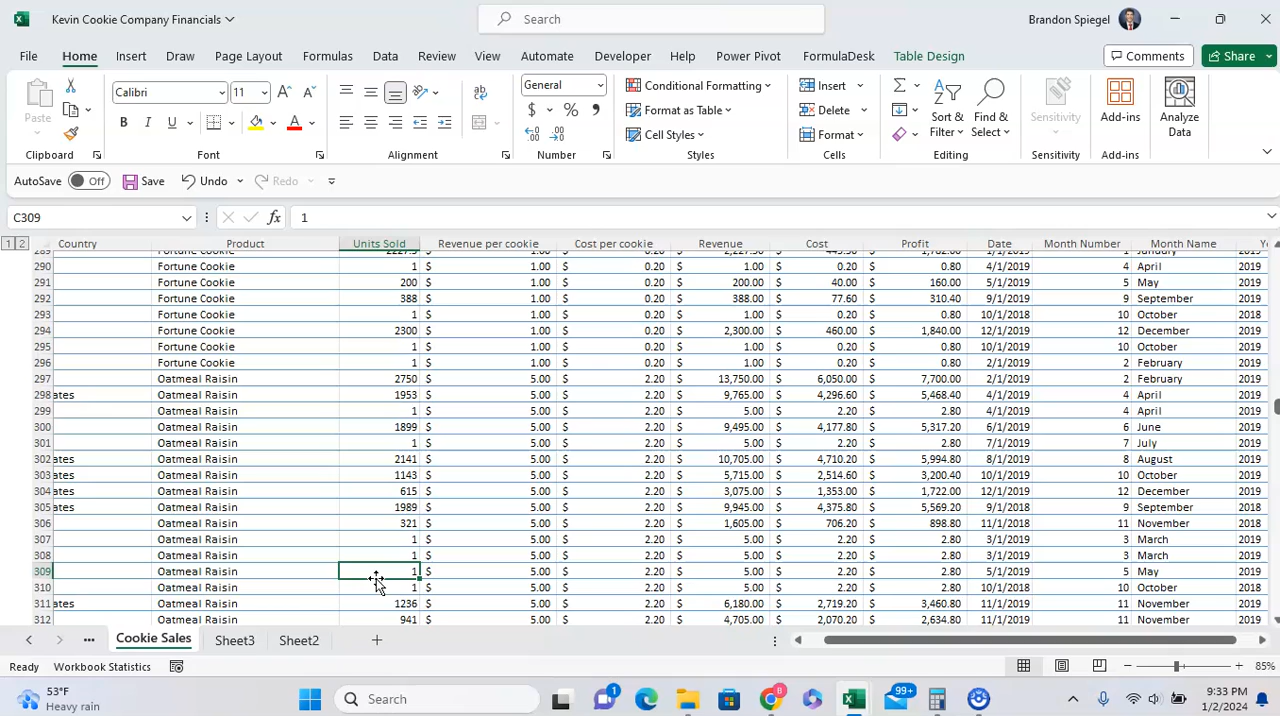 Kevin Cookie Company Financials
Search
Brandon Spiegel
File Home Insert Draw Page Layout Formulas Data Review View Automate Developer Help Power Pivot FormulaDesk Table Design Comments Share
Paste Calibri 11 General Conditional Formatting Insert
Format as Table Delete Sort & Filter Find & Select Sensitivity Add-ins Analyze Data
B I U A $ % Cell Styles Format
Clipboard Font Alignment Number Styles Cells Editing Sensitivity Add-ins
AutoSave Off Save Undo Redo
C309 fx 1
1 2 Country Product Units Sold Revenue per cookie Cost per cookie Revenue Cost Profit Date Month Number Month Name
290 Fortune Cookie 1 $ 1.00 $ 0.20 $ 1.00 $ 0.20 $ 0.80 4/1/2019 4 April 2019
291 Fortune Cookie 200 $ 1.00 $ 0.20 $ 200.00 $ 40.00 $ 160.00 5/1/2019 5 May 2019
292 Fortune Cookie 388 $ 1.00 $ 0.20 $ 388.00 $ 77.60 $ 310.40 9/1/2019 9 September 2019
293 Fortune Cookie 1 $ 1.00 $ 0.20 $ 1.00 $ 0.20 $ 0.80 10/1/2018 10 October 2018
294 Fortune Cookie 2300 $ 1.00 $ 0.20 $ 2,300.00 $ 460.00 $ 1,840.00 12/1/2019 12 December 2019
295 Fortune Cookie 1 $ 1.00 $ 0.20 $ 1.00 $ 0.20 $ 0.80 10/1/2019 10 October 2019
296 Fortune Cookie 1 $ 1.00 $ 0.20 $ 1.00 $ 0.20 $ 0.80 2/1/2019 2 February 2019
297 Oatmeal Raisin 2750 $ 5.00 $ 2.20 $ 13,750.00 $ 6,050.00 $ 7,700.00 2/1/2019 2 February 2019
298 ates Oatmeal Raisin 1953 $ 5.00 $ 2.20 $ 9,765.00 $ 4,296.60 $ 5,468.40 4/1/2019 4 April 2019
299 Oatmeal Raisin 1 $ 5.00 $ 2.20 $ 5.00 $ 2.20 $ 2.80 4/1/2019 4 April 2019
300 Oatmeal Raisin 1899 $ 5.00 $ 2.20 $ 9,495.00 $ 4,177.80 $ 5,317.20 6/1/2019 6 June 2019
301 Oatmeal Raisin 1 $ 5.00 $ 2.20 $ 5.00 $ 2.20 $ 2.80 7/1/2019 7 July 2019
302 ates Oatmeal Raisin 2141 $ 5.00 $ 2.20 $ 10,705.00 $ 4,710.20 $ 5,994.80 8/1/2019 8 August 2019
303 ates Oatmeal Raisin 1143 $ 5.00 $ 2.20 $ 5,715.00 $ 2,514.60 $ 3,200.40 10/1/2019 10 October 2019
304 ates Oatmeal Raisin 615 $ 5.00 $ 2.20 $ 3,075.00 $ 1,353.00 $ 1,722.00 12/1/2019 12 December 2019
305 ates Oatmeal Raisin 1989 $ 5.00 $ 2.20 $ 9,945.00 $ 4,375.80 $ 5,569.20 9/1/2018 9 September 2018
306 Oatmeal Raisin 321 $ 5.00 $ 2.20 $ 1,605.00 $ 706.20 $ 898.80 11/1/2018 11 November 2018
307 Oatmeal Raisin 1 $ 5.00 $ 2.20 $ 5.00 $ 2.20 $ 2.80 3/1/2019 3 March 2019
308 Oatmeal Raisin 1 $ 5.00 $ 2.20 $ 5.00 $ 2.20 $ 2.80 3/1/2019 3 March 2019
309 Oatmeal Raisin 1 $ 5.00 $ 2.20 $ 5.00 $ 2.20 $ 2.80 5/1/2019 5 May 2019
310 Oatmeal Raisin 1 $ 5.00 $ 2.20 $ 5.00 $ 2.20 $ 2.80 10/1/2018 10 October 2018
311 ates Oatmeal Raisin 1236 $ 5.00 $ 2.20 $ 6,180.00 $ 2,719.20 $ 3,460.80 11/1/2019 11 November 2019
312 Oatmeal Raisin 941 $ 5.00 $ 2.20 $ 4,705.00 $ 2,070.20 $ 2,634.80 11/1/2019 11 November 2019
Cookie Sales Sheet3 Sheet2
Ready Workbook Statistics 85%
53°F
Heavy rain
Search
1
99+
9:33 PM
1/2/2024